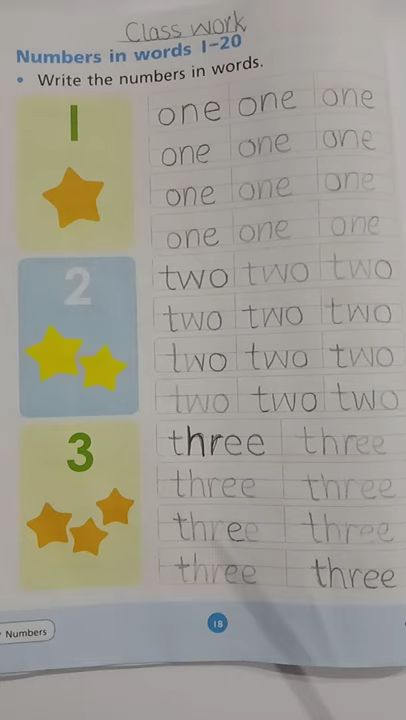 Class work
Numbers in words 1-20
• Write the numbers in words.
1
one one one
one one one
one one one
one one one
2
two two two
two two two
two two two
two two two
3
three three
three three
three three
three three
Numbers
18